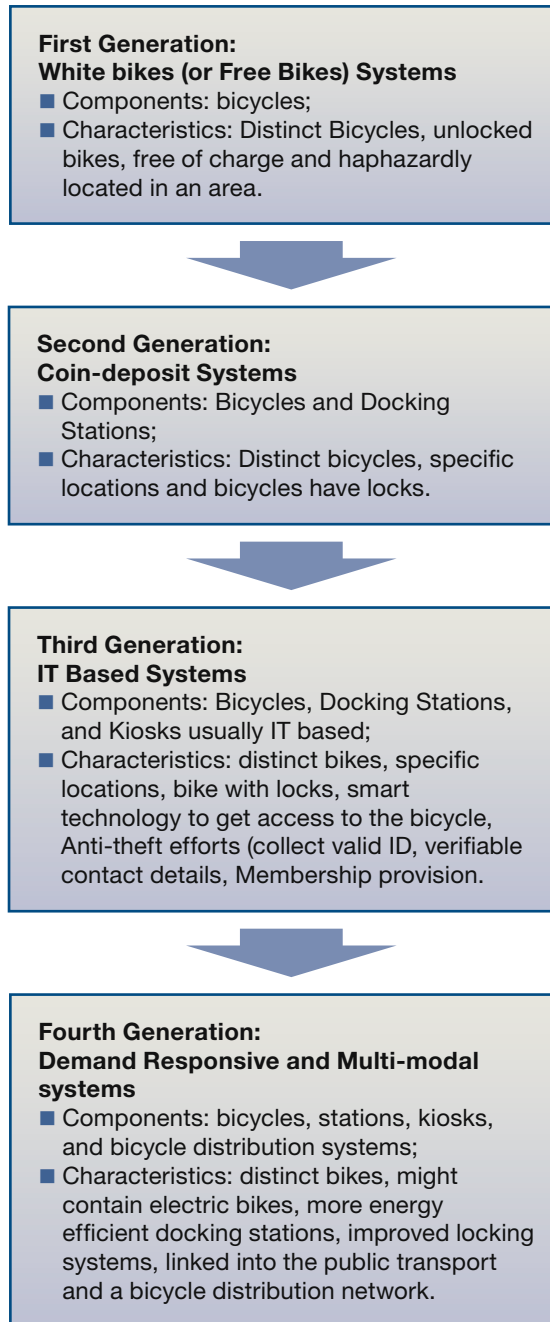 First Generation:
White bikes (or Free Bikes) Systems
■ Components: bicycles;
■ Characteristics: Distinct Bicycles, unlocked
bikes, free of charge and haphazardly
located in an area.
Second Generation:
Coin-deposit Systems
■ Components: Bicycles and Docking
Stations;
■ Characteristics: Distinct bicycles, specific
locations and bicycles have locks.
Third Generation:
IT Based Systems
■ Components: Bicycles, Docking Stations,
and Kiosks usually IT based;
■ Characteristics: distinct bikes, specific
locations, bike with locks, smart
technology to get access to the bicycle,
Anti-theft efforts (collect valid ID, verifiable
contact details, Membership provision.
Fourth Generation:
Demand Responsive and Multi-modal
systems
■ Components: bicycles, stations, kiosks,
and bicycle distribution systems;
■ Characteristics: distinct bikes, might
contain electric bikes, more energy
efficient docking stations, improved locking
systems, linked into the public transport
and a bicycle distribution network.